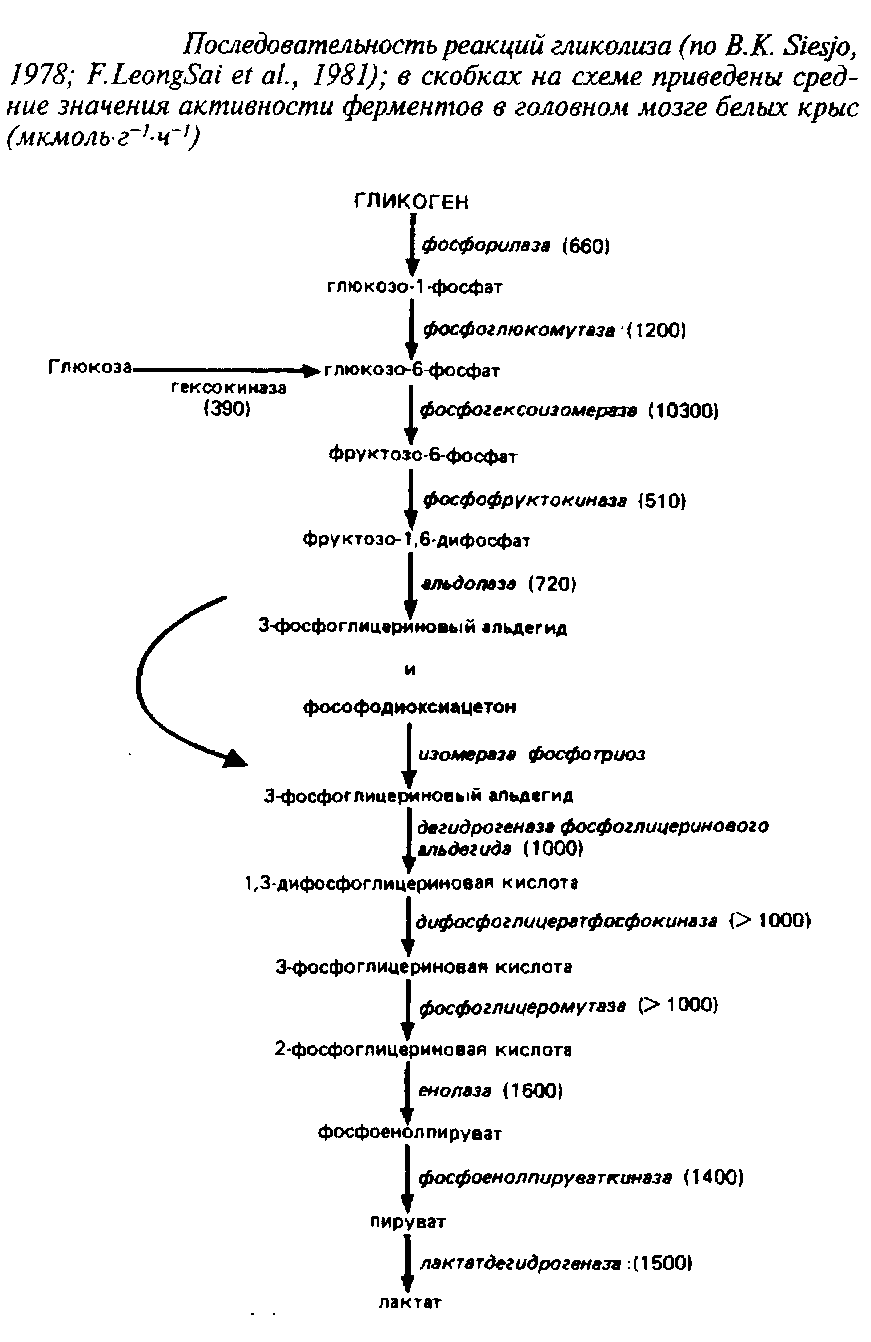 Последовательность реакций гликолиза (по B.K. Siesjo,
1978; F.LeongSai et al., 1981); в скобках на схеме приведены сред-
ние значения активности ферментов в головном мозге белых крыс
(мкмоль·г⁻¹·ч⁻¹)
ГЛИКОГЕН
фосфорилаза (660)
глюкозо-1-фосфат
фосфоглюкомутаза (1200)
Глюкоза
глюкозо-6-фосфат
гексокиназа
(390)
фосфогексоизомераза (10300)
фруктозо-6-фосфат
фосфофруктокиназа (510)
фруктозо-1,6-дифосфат
альдолаза (720)
3-фосфоглицериновый альдегид
и
фософодиоксиацетон
изомераза фосфотриоз
3-фосфоглицериновый альдегид
дегидрогеназа фосфоглицеринового
альдегида (1000)
1,3-дифосфоглицериновая кислота
дифосфоглицератфосфокиназа (> 1000)
3-фосфоглицериновая кислота
фосфоглицеромутаза (> 1000)
2-фосфоглицериновая кислота
енолаза (1600)
фосфоенолпируват
фосфоенолпируваткиназа (1400)
пируват
лактатдегидрогеназа :(1500)
лактат